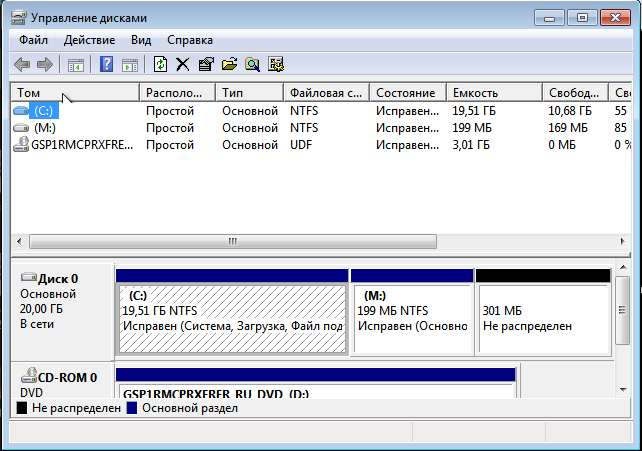 Управление дисками
Файл Действие Вид Справка
Том Располо... Тип Файловая с... Состояние Емкость Свобод... Сво
(C:) Простой Основной NTFS Исправен... 19,51 ГБ 10,68 ГБ 55
(M:) Простой Основной NTFS Исправен... 199 МБ 169 МБ 85
GSP1RMCPRXFRE... Простой Основной UDF Исправен... 3,01 ГБ 0 МБ 0 %
Диск 0
Основной
20,00 ГБ
В сети
(C:)
19,51 ГБ NTFS
Исправен (Система, Загрузка, Файл под
(M:)
199 МБ NTFS
Исправен (Основно
301 МБ
Не распределен
CD-ROM 0
DVD
GSP1RMCPRXFRER_RU_DVD (D:)
Не распределен Основной раздел